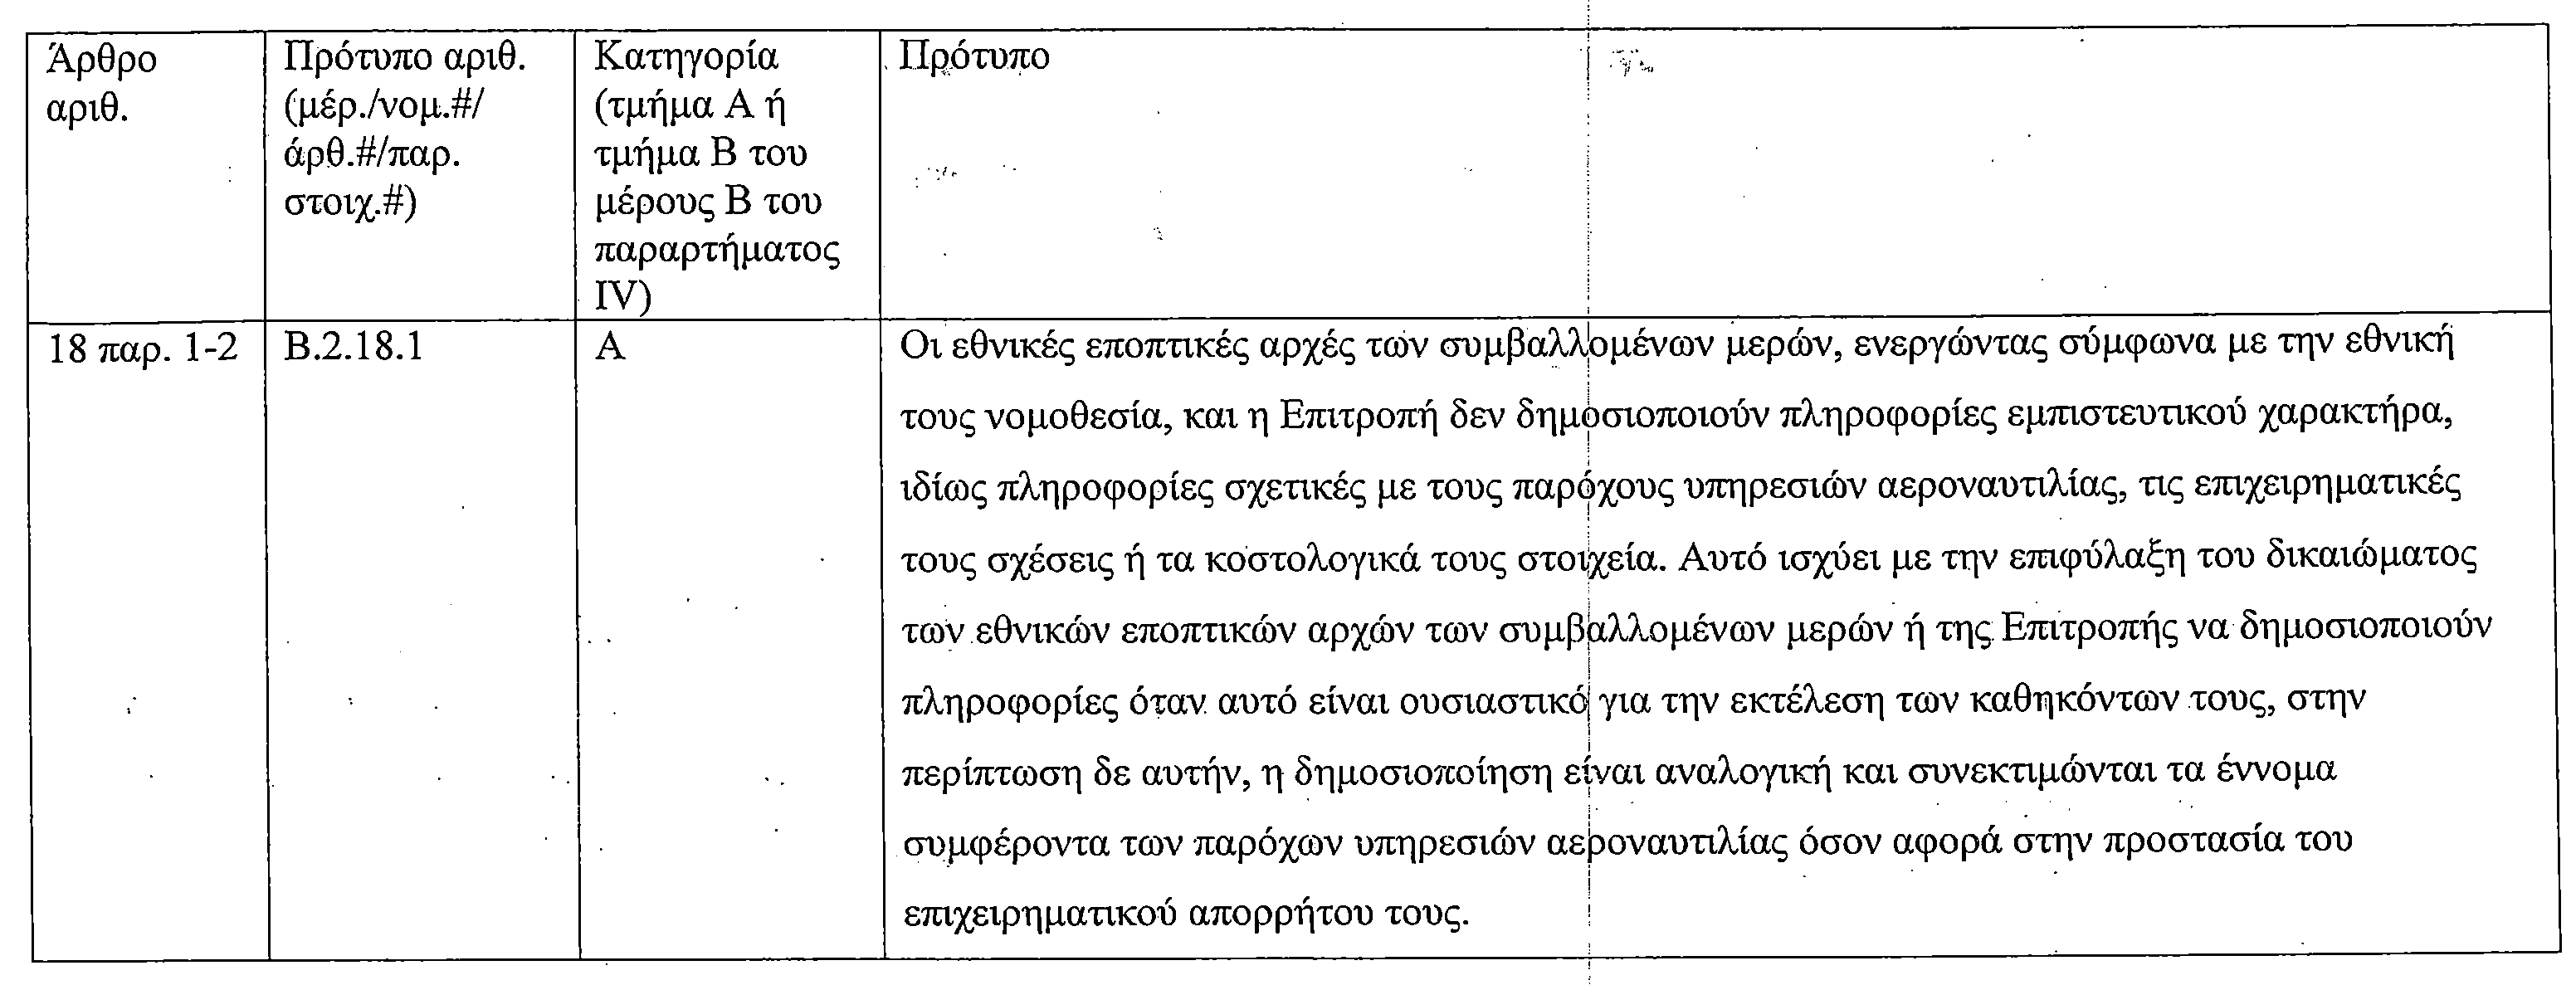 Άρθρο
αριθ.
Πρότυπο αριθ.
(μέρ./νομ.#/
άρθ.#/παρ.
στοιχ.#)
Κατηγορία
(τμήμα Α ή
τμήμα Β του
μέρους Β του
παραρτήματος
IV)
Πρότυπο
18 παρ. 1-2
Β.2.18.1
Α
Οι εθνικές εποπτικές αρχές των συμβαλλομένων μερών, ενεργώντας σύμφωνα με την εθνική
τους νομοθεσία, και η Επιτροπή δεν δημοσιοποιούν πληροφορίες εμπιστευτικού χαρακτήρα,
ιδίως πληροφορίες σχετικές με τους παρόχους υπηρεσιών αεροναυτιλίας, τις επιχειρηματικές
τους σχέσεις ή τα κοστολογικά τους στοιχεία. Αυτό ισχύει με την επιφύλαξη του δικαιώματος
των εθνικών εποπτικών αρχών των συμβαλλομένων μερών ή της Επιτροπής να δημοσιοποιούν
πληροφορίες όταν αυτό είναι ουσιαστικό για την εκτέλεση των καθηκόντων τους, στην
περίπτωση δε αυτήν, η δημοσιοποίηση είναι αναλογική και συνεκτιμώνται τα έννομα
συμφέροντα των παρόχων υπηρεσιών αεροναυτιλίας όσον αφορά στην προστασία του
επιχειρηματικού απορρήτου τους.